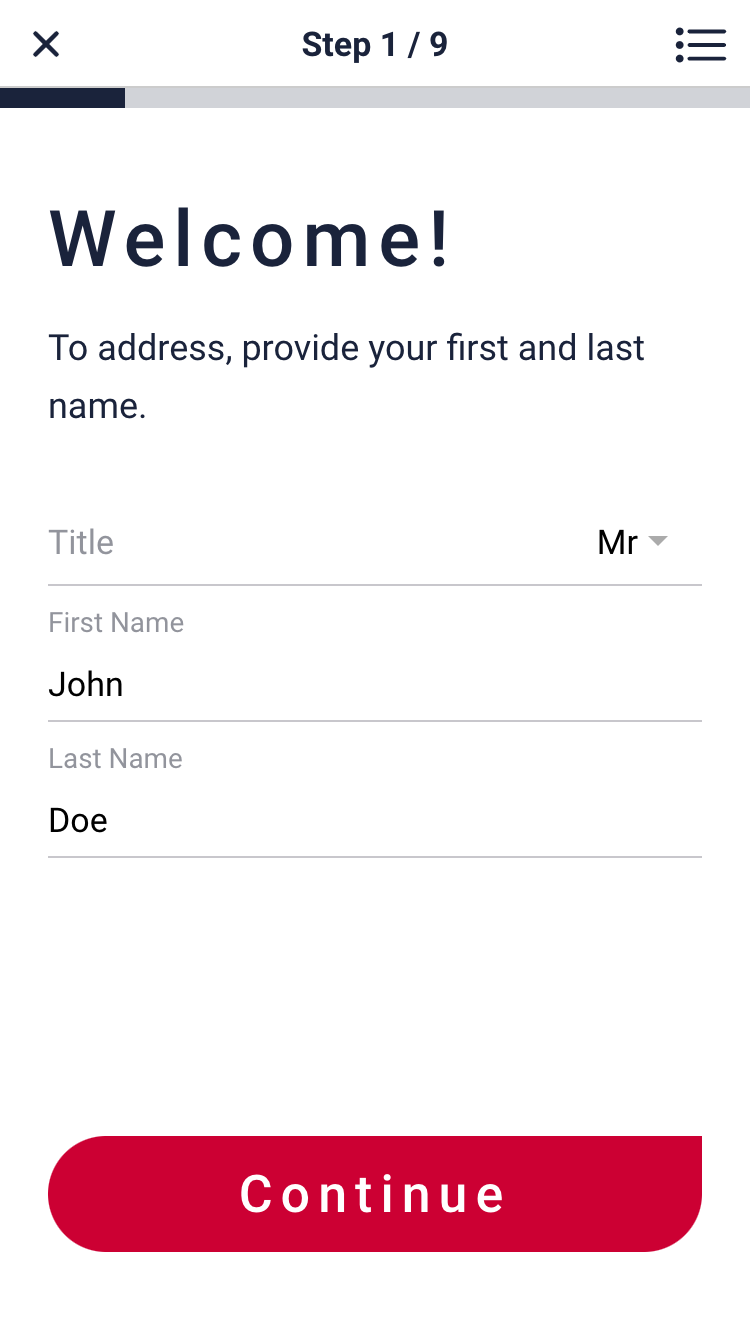 Step 1 / 9
Welcome!
To address, provide your first and last
name.
Title
Mr
First Name
John
Last Name
Doe
Continue